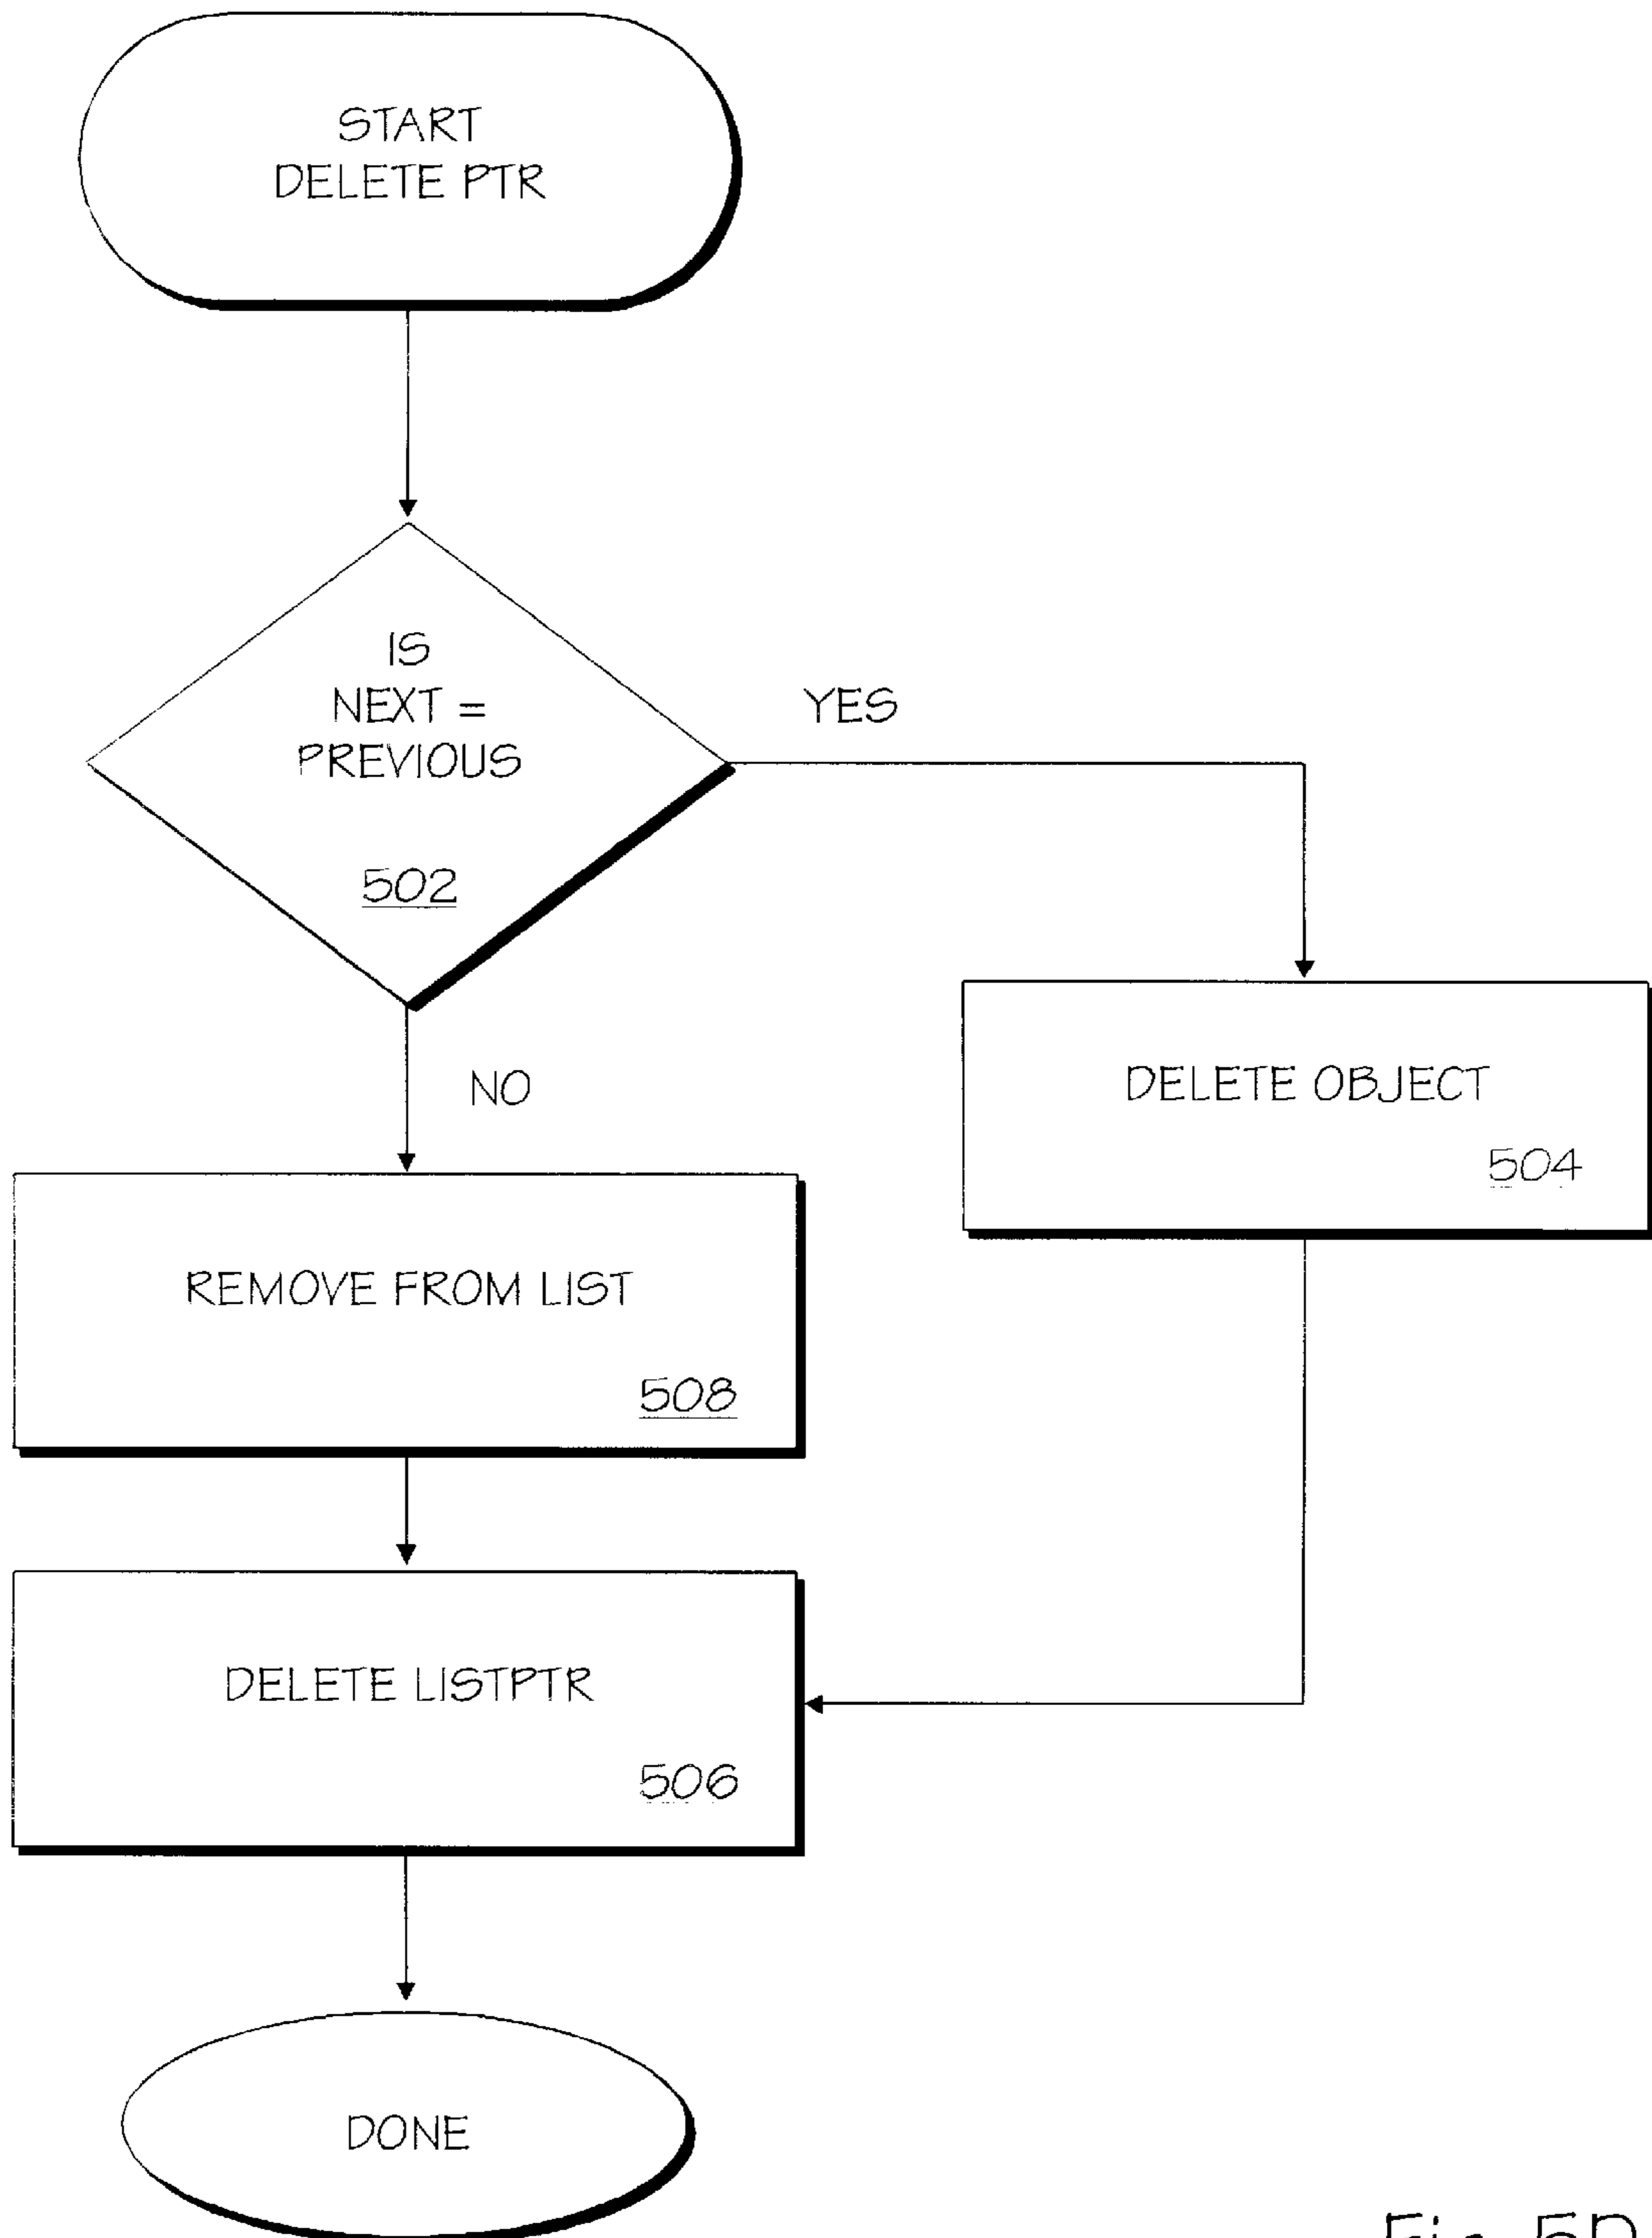 START
DELETE PTR
IS
NEXT =
PREVIOUS
502
YES
NO
DELETE OBJECT
504
REMOVE FROM LIST
508
DELETE LISTPTR
506
DONE